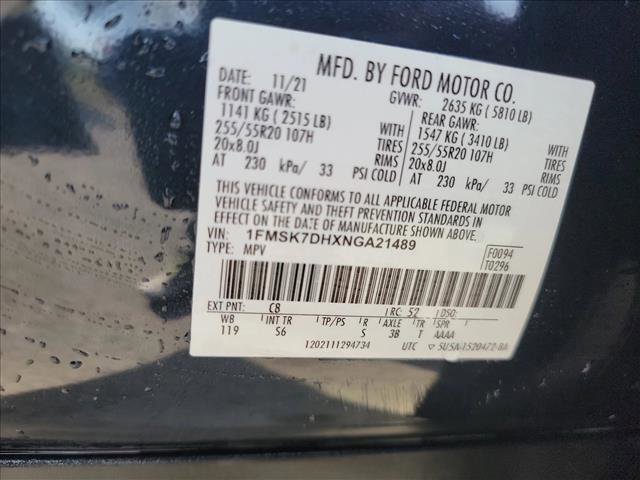 MFD. BY FORD MOTOR CO.
DATE: 11/21 GVWR: 2635 KG ( 5810 LB)
FRONT GAWR: REAR GAWR:
1141 KG ( 2515 LB) WITH 1547 KG ( 3410 LB) WITH
255/55R20 107H TIRES 255/55R20 107H TIRES
20x8.0J RIMS 20x8.0J RIMS
AT 230 kPa/ 33 PSI COLD AT 230 kPa/ 33 PSI COLD
THIS VEHICLE CONFORMS TO ALL APPLICABLE FEDERAL MOTOR
VEHICLE SAFETY AND THEFT PREVENTION STANDARDS IN
EFFECT ON THE DATE OF MANUFACTURE SHOWN ABOVE.
VIN: 1FMSK7DHXNGA21489 F0094
TYPE: MPV T0296
EXT PNT: C8 RC: 52 DSO:
WB INT TR TP/PS R AXLE TR SPR
119 S6 S 3B T AAAA
120211294734 UTC 5U5A-1520472-BA